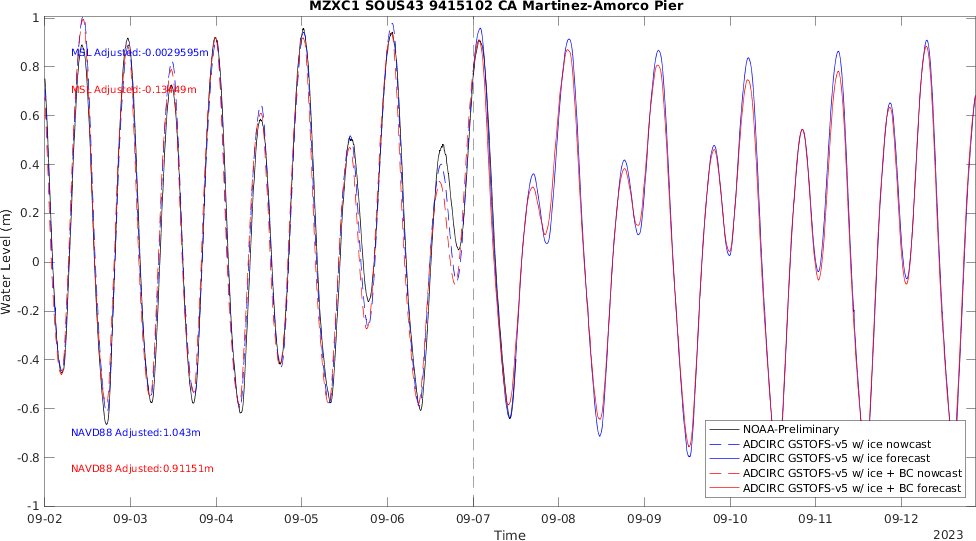 MZXC1 SOUS43 9415102 CA Martinez-Amorco Pier
1
0.8
0.6
0.4
0.2
0
-0.2
-0.4
-0.6
-0.8
-1
Water Level (m)
MSL Adjusted:-0.0029595m
MSL Adjusted:-0.13449m
NAVD88 Adjusted:1.043m
NAVD88 Adjusted:0.91151m
NOAA-Preliminary
ADCIRC GSTOFS-v5 w/ ice nowcast
ADCIRC GSTOFS-v5 w/ ice forecast
ADCIRC GSTOFS-v5 w/ ice + BC nowcast
ADCIRC GSTOFS-v5 w/ ice + BC forecast
09-02 09-03 09-04 09-05 09-06 09-07 09-08 09-09 09-10 09-11 09-12
Time
2023